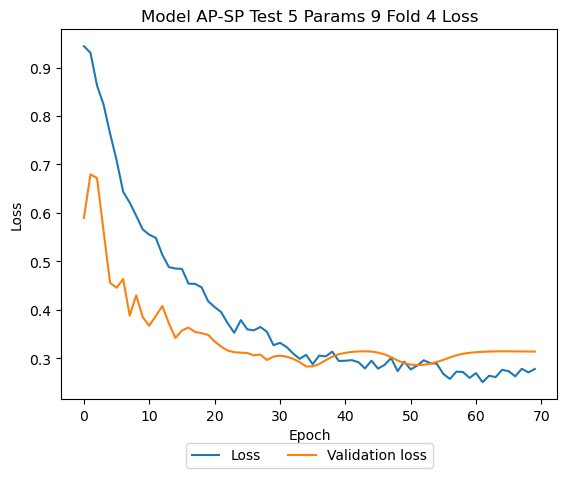 Model AP-SP Test 5 Params 9 Fold 4 Loss
0.9
0.8
0.7
0.6
0.5
0.4
0.3
Loss
0 10 20 30 40 50 60 70
Epoch
Loss Validation loss